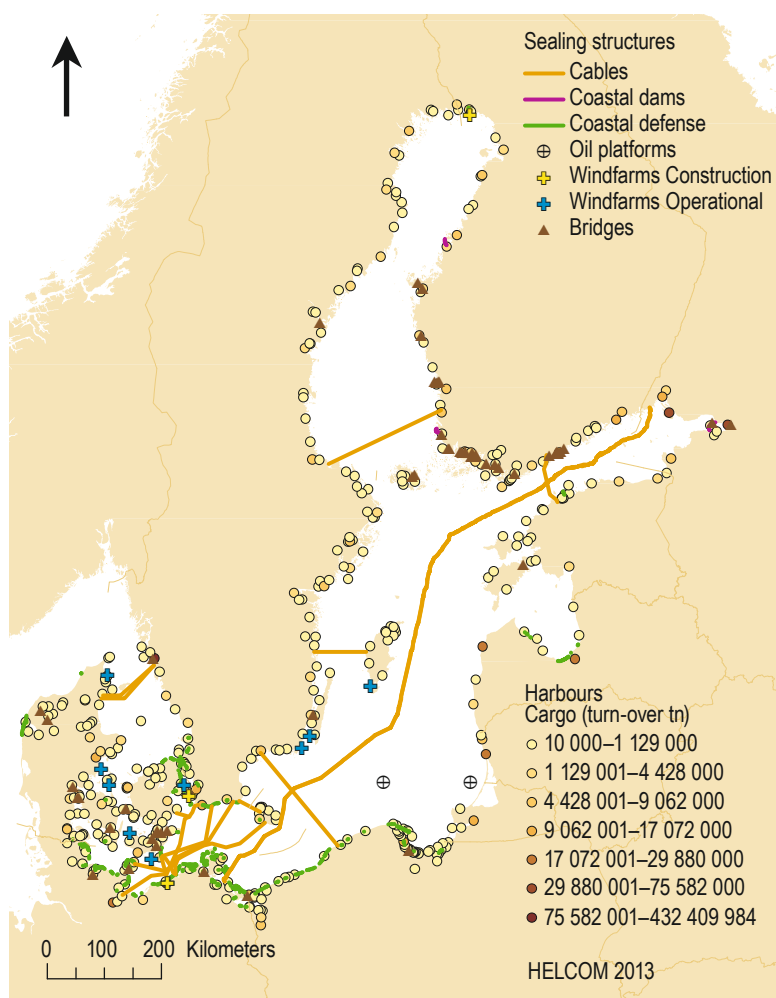 Sealing structures
Cables
Coastal dams
Coastal defense
Oil platforms
Windfarms Construction
Windfarms Operational
Bridges
Harbours
Cargo (turn-over tn)
10 000–1 129 000
1 129 001–4 428 000
4 428 001–9 062 000
9 062 001–17 072 000
17 072 001–29 880 000
29 880 001–75 582 000
75 582 001–432 409 984
0 100 200 Kilometers
HELCOM 2013